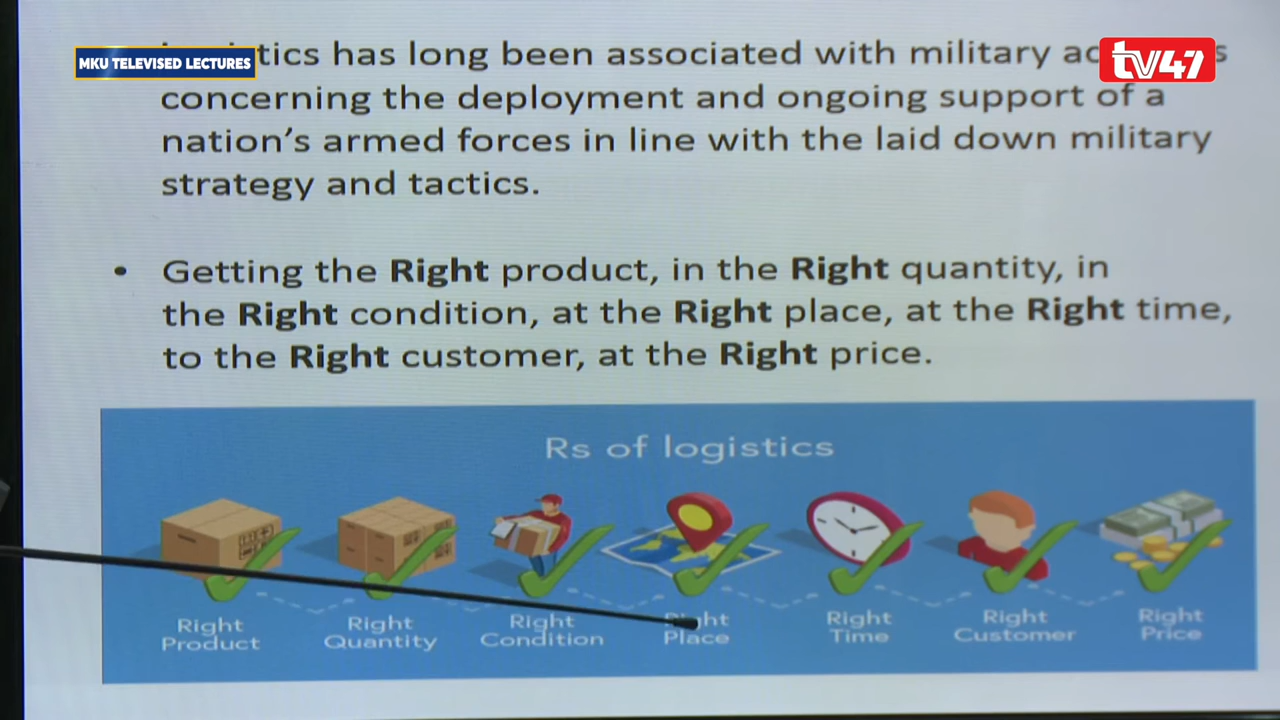 MKU TELEVISED LECTURES
tv47
tics has long been associated with military
concerning the deployment and ongoing support of a
nation's armed forces in line with the laid down military
strategy and tactics.
• Getting the Right product, in the Right quantity, in
the Right condition, at the Right place, at the Right time,
to the Right customer, at the Right price.
Rs of logistics
Right
Product
Right
Quantity
Right
Condition
Right
Place
Right
Time
Right
Customer
Right
Price